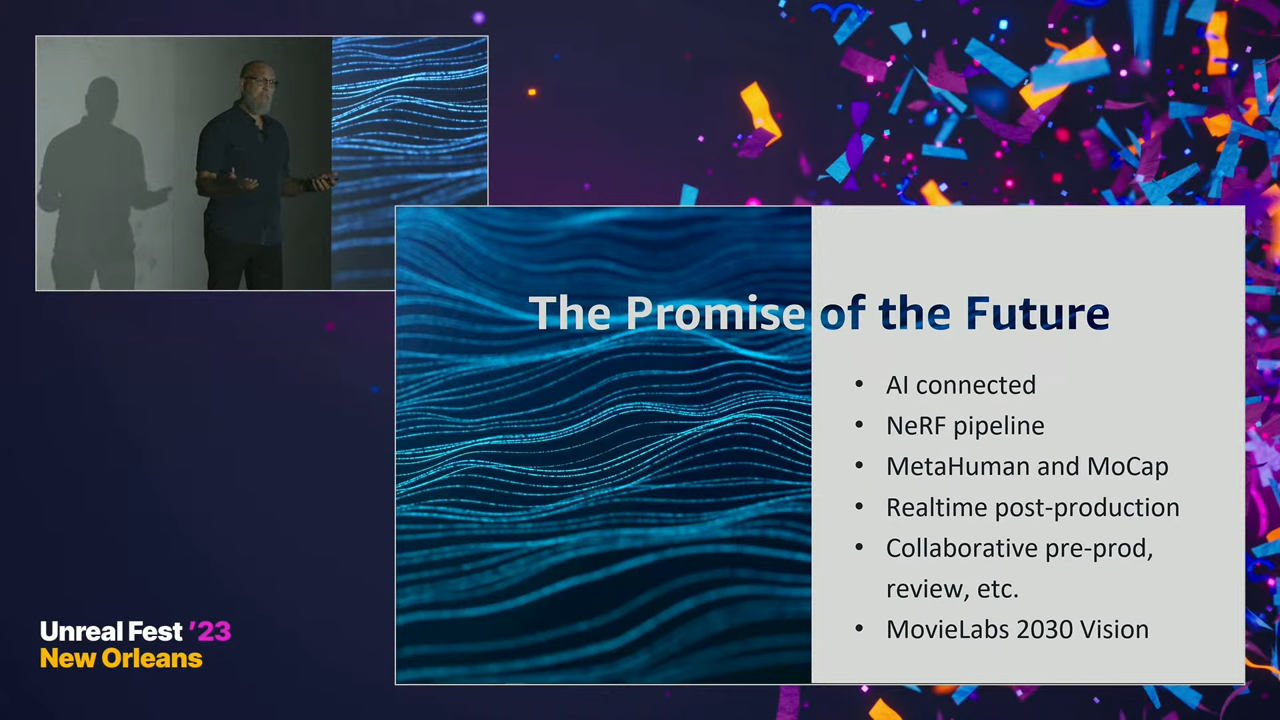 The Promise of the Future
• AI connected
• NeRF pipeline
• MetaHuman and MoCap
• Realtime post-production
• Collaborative pre-prod,
review, etc.
• MovieLabs 2030 Vision
Unreal Fest ’23
New Orleans